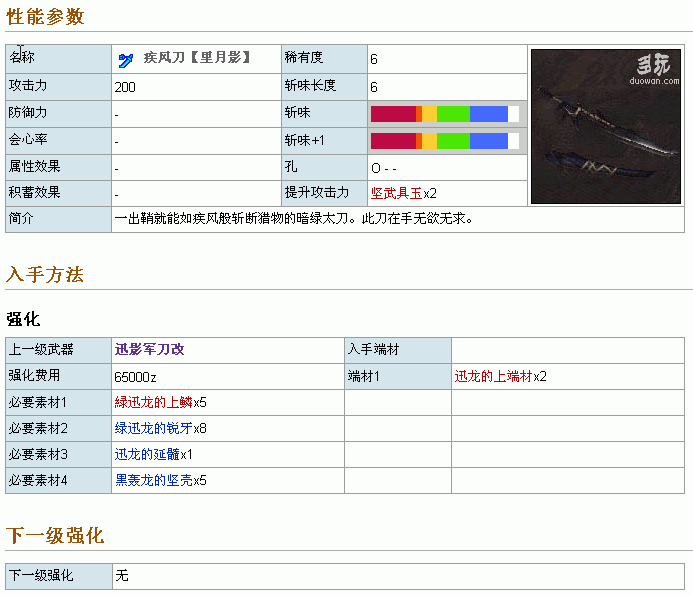 性能参数
名称 疾风刀【里月影】 稀有度 6
攻击力 200 斩味长度 6
防御力 - 斩味
会心率 - 斩味+1
属性效果 - 孔 O - -
积蓄效果 - 提升攻击力 坚武具玉x2
简介 一出鞘就能如疾风般斩断猎物的暗绿太刀。此刀在手无欲无求。
多玩
duowan.com
入手方法
强化
上一级武器 迅影军刀改 入手端材
强化费用 65000z 端材1 迅龙的上端材x2
必要素材1 緑迅龙的上鳞x5
必要素材2 绿迅龙的锐牙x8
必要素材3 迅龙的延髓x1
必要素材4 黑轰龙的坚壳x5
下一级强化
下一级强化 无